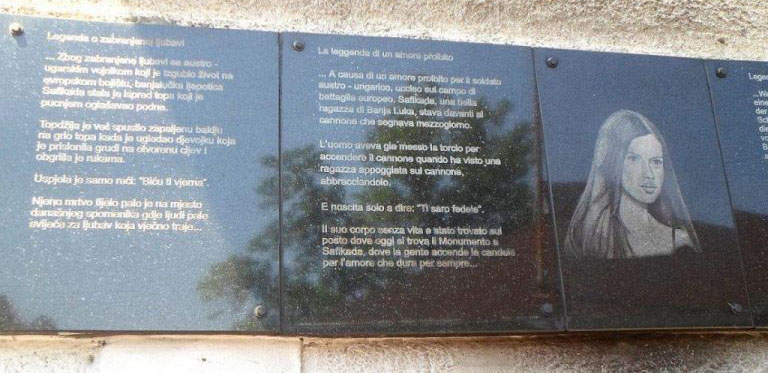 Legenda o zabranjenoj ljubavi
... Zbog zabranjene ljubavi sa austro -
ugarskim vojnikom koji je izgubio život na
evropskom bojištu, banjalučka ljepotica
Safikada stala je ispred topa koji je
pucnjem oglašavao podne.
Topdžija je već spustio zapaljenu baklju
na grlo topa kada je ugledao djevojku koja
je prislonila grudi na otvorenu cijev i
obgrlila je rukama.
Uspjela je samo reći: "Biću ti vjerna".
Njeno mrtvo tijelo palo je na mjesto
današnjeg spomenika gdje ljudi pale
svijeće za ljubav koja vječno traje...
La leggenda di un amore proibito
... A causa di un amore proibito per il soldato
austro - ungarico, ucciso sul campo di
battaglia europeo, Safikada, una bella
ragazza di Banja Luka, stava davanti al
cannone che segnava mezzogiorno.
L'uomo aveva gia messo la torcia per
accendere il cannone quando ha visto una
ragazza appoggiata sul cannone,
abbracciandolo.
E riuscita solo a dire: "Ti saro fedele".
Il suo corpo senza vita e stato trovato sul
posto dove oggi si trova il Monumento a
Safikada, dove la gente accende le candele
per l'amore che dura per sempre...
Legen
...We
eine
der